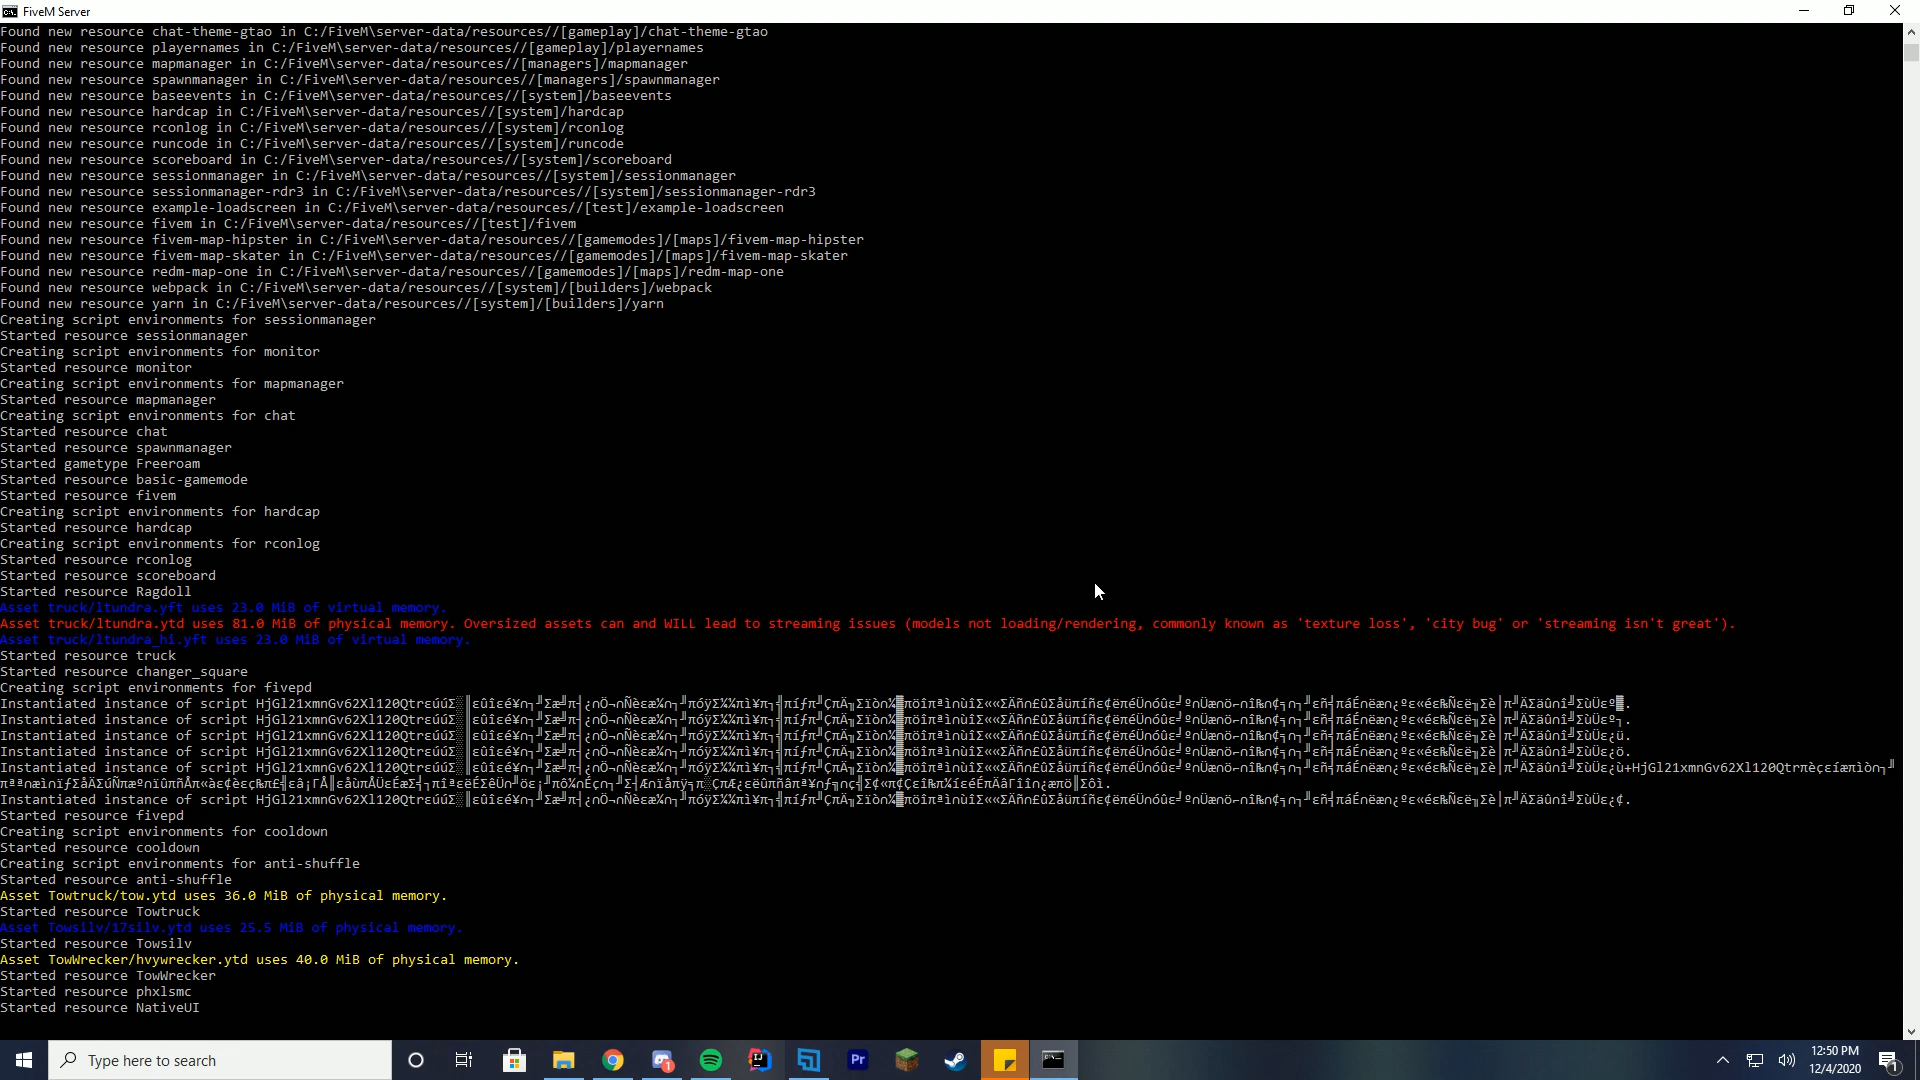 FiveM Server
Found new resource chat-theme-gtao in C:/FiveM\server-data/resources//[gameplay]/chat-theme-gtao
Found new resource playernames in C:/FiveM\server-data/resources//[gameplay]/playernames
Found new resource mapmanager in C:/FiveM\server-data/resources//[managers]/mapmanager
Found new resource spawnmanager in C:/FiveM\server-data/resources//[managers]/spawnmanager
Found new resource baseevents in C:/FiveM\server-data/resources//[system]/baseevents
Found new resource hardcap in C:/FiveM\server-data/resources//[system]/hardcap
Found new resource rconlog in C:/FiveM\server-data/resources//[system]/rconlog
Found new resource runcode in C:/FiveM\server-data/resources//[system]/runcode
Found new resource scoreboard in C:/FiveM\server-data/resources//[system]/scoreboard
Found new resource sessionmanager in C:/FiveM\server-data/resources//[system]/sessionmanager
Found new resource sessionmanager-rdr3 in C:/FiveM\server-data/resources//[system]/sessionmanager-rdr3
Found new resource example-loadscreen in C:/FiveM\server-data/resources//[test]/example-loadscreen
Found new resource fivem in C:/FiveM\server-data/resources//[test]/fivem
Found new resource fivem-map-hipster in C:/FiveM\server-data/resources//[gamemodes]/[maps]/fivem-map-hipster
Found new resource fivem-map-skater in C:/FiveM\server-data/resources//[gamemodes]/[maps]/fivem-map-skater
Found new resource redm-map-one in C:/FiveM\server-data/resources//[gamemodes]/[maps]/redm-map-one
Found new resource webpack in C:/FiveM\server-data/resources//[system]/[builders]/webpack
Found new resource yarn in C:/FiveM\server-data/resources//[system]/[builders]/yarn
Creating script environments for sessionmanager
Started resource sessionmanager
Creating script environments for monitor
Started resource monitor
Creating script environments for mapmanager
Started resource mapmanager
Creating script environments for chat
Started resource chat
Started resource spawnmanager
Started gametype Freeroam
Started resource basic-gamemode
Started resource fivem
Creating script environments for hardcap
Started resource hardcap
Creating script environments for rconlog
Started resource rconlog
Started resource scoreboard
Started resource Ragdoll
Asset truck/ltundra.yft uses 23.0 MiB of virtual memory.
Asset truck/ltundra.ytd uses 81.0 MiB of physical memory. Oversized assets can and WILL lead to streaming issues (models not loading/rendering, commonly known as 'texture loss', 'city bug' or 'streaming isn't great').
Asset truck/ltundra_hi.yft uses 23.0 MiB of virtual memory.
Started resource truck
Started resource changer_square
Creating script environments for fivepd
Instantiated instance of script
Instantiated instance of script
Instantiated instance of script
Instantiated instance of script
Instantiated instance of script
Instantiated instance of script
Started resource fivepd
Creating script environments for cooldown
Started resource cooldown
Creating script environments for anti-shuffle
Started resource anti-shuffle
Asset Towtruck/tow.ytd uses 36.0 MiB of physical memory.
Started resource Towtruck
Asset Towsilv/17silv.ytd uses 25.5 MiB of physical memory.
Started resource Towsilv
Asset TowWrecker/hvywrecker.ytd uses 40.0 MiB of physical memory.
Started resource TowWrecker
Started resource phxlsmc
Started resource NativeUI
Type here to search
12:50 PM
12/4/2020